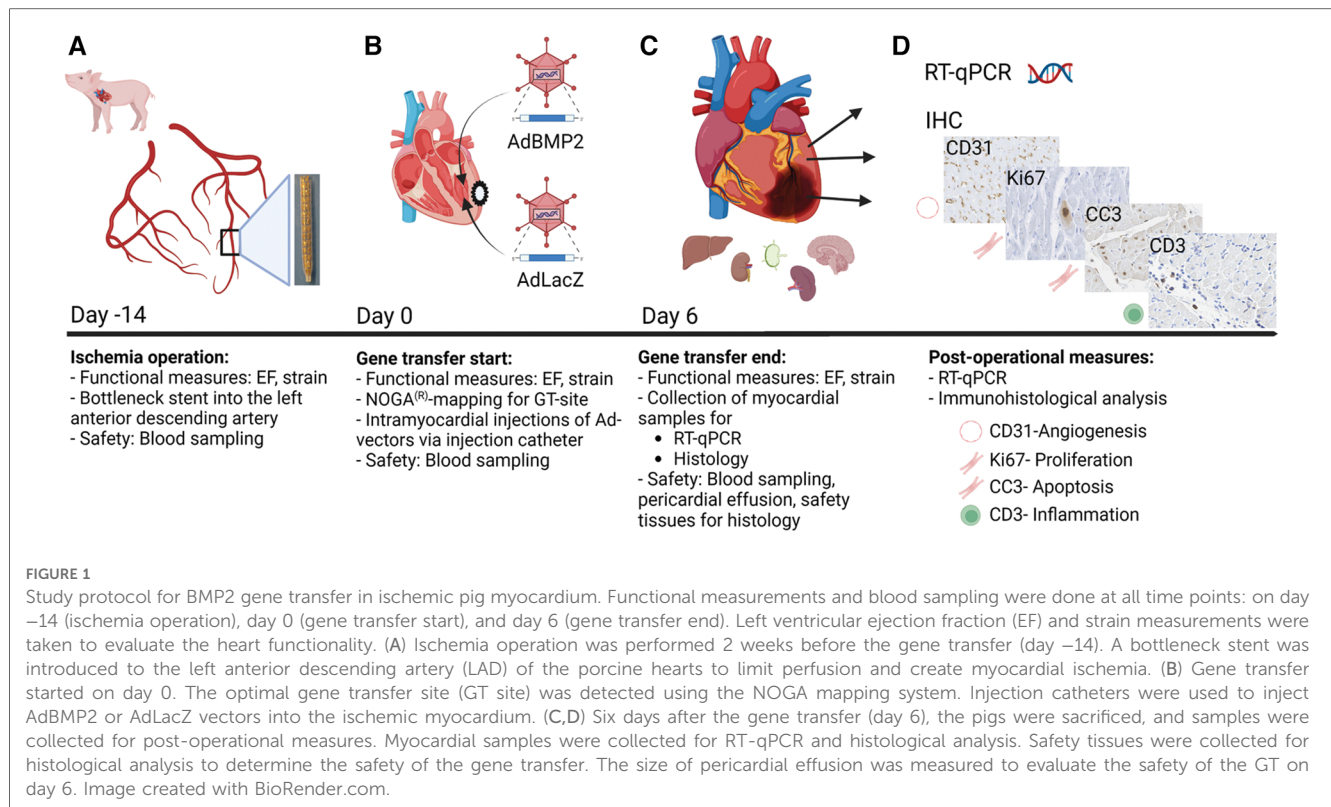 A
B
C
D
AdBMP2
AdLacZ
RT-qPCR
IHC
CD31
Ki67
CC3
CD3
Day -14
Day 0
Day 6
Ischemia operation:
- Functional measures: EF, strain
- Bottleneck stent into the left
anterior descending artery
- Safety: Blood sampling
Gene transfer start:
- Functional measures: EF, strain
- NOGA(R)-mapping for GT-site
- Intramyocardial injections of Ad-
vectors via injection catheter
- Safety: Blood sampling
Gene transfer end:
- Functional measures: EF, strain
- Collection of myocardial
samples for
• RT-qPCR
• Histology
- Safety: Blood sampling,
pericardial effusion, safety
tissues for histology
Post-operational measures:
- RT-qPCR
- Immunohistological analysis
CD31-Angiogenesis
Ki67- Proliferation
CC3- Apoptosis
CD3- Inflammation
FIGURE 1
Study protocol for BMP2 gene transfer in ischemic pig myocardium. Functional measurements and blood sampling were done at all time points: on day
−14 (ischemia operation), day 0 (gene transfer start), and day 6 (gene transfer end). Left ventricular ejection fraction (EF) and strain measurements were
taken to evaluate the heart functionality. (A) Ischemia operation was performed 2 weeks before the gene transfer (day −14). A bottleneck stent was
introduced to the left anterior descending artery (LAD) of the porcine hearts to limit perfusion and create myocardial ischemia. (B) Gene transfer
started on day 0. The optimal gene transfer site (GT site) was detected using the NOGA mapping system. Injection catheters were used to inject
AdBMP2 or AdLacZ vectors into the ischemic myocardium. (C,D) Six days after the gene transfer (day 6), the pigs were sacrificed, and samples were
collected for post-operational measures. Myocardial samples were collected for RT-qPCR and histological analysis. Safety tissues were collected for
histological analysis to determine the safety of the gene transfer. The size of pericardial effusion was measured to evaluate the safety of the GT on
day 6. Image created with BioRender.com.